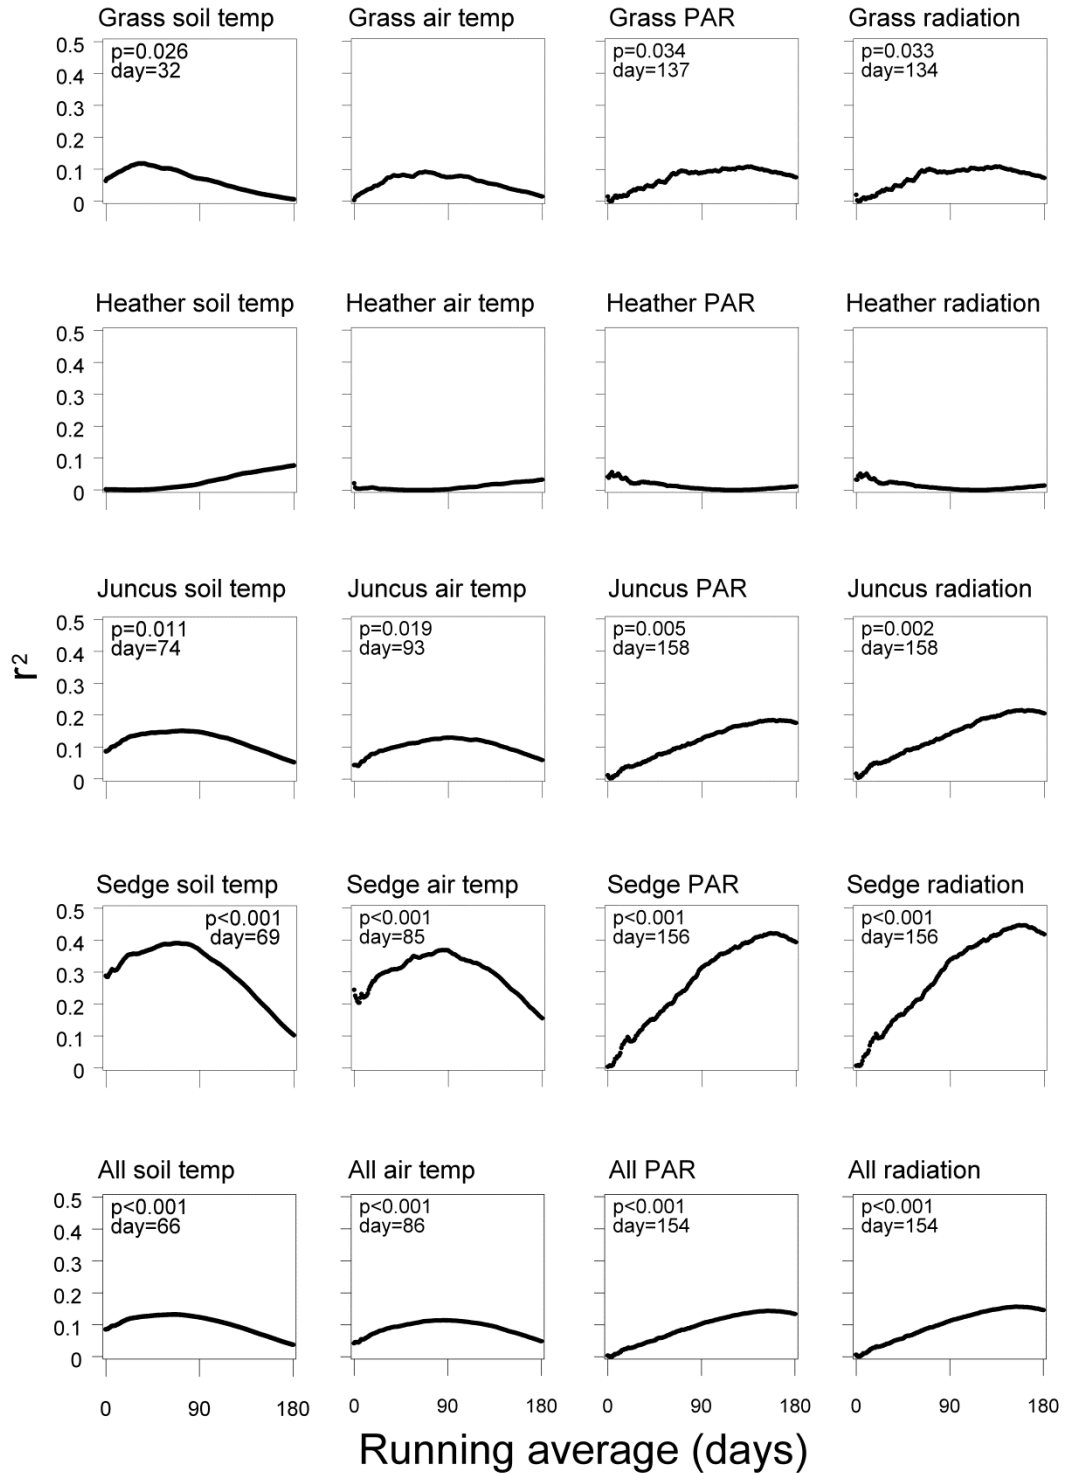 Grass soil temp
Grass air temp
Grass PAR
Grass radiation
0.5
0.4
0.3
0.2
0.1
0
p=0.026
day=32
p=0.034
day=137
p=0.033
day=134
Heather soil temp
Heather air temp
Heather PAR
Heather radiation
0.5
0.4
0.3
0.2
0.1
0
Juncus soil temp
Juncus air temp
Juncus PAR
Juncus radiation
0.5
0.4
0.3
0.2
0.1
0
p=0.011
day=74
p=0.019
day=93
p=0.005
day=158
p=0.002
day=158
r²
Sedge soil temp
Sedge air temp
Sedge PAR
Sedge radiation
0.5
0.4
0.3
0.2
0.1
0
p<0.001
day=69
p<0.001
day=85
p<0.001
day=156
p<0.001
day=156
All soil temp
All air temp
All PAR
All radiation
0.5
0.4
0.3
0.2
0.1
0
p<0.001
day=66
p<0.001
day=86
p<0.001
day=154
p<0.001
day=154
0 90 180
0 90 180
0 90 180
0 90 180
Running average (days)